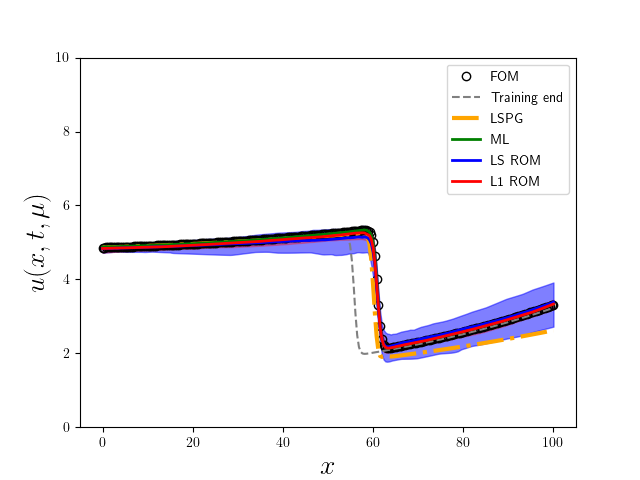 10
8
6
4
2
0
u(x, t, μ)
0 20 40 60 80 100
x
FOM
Training end
LSPG
ML
LS ROM
L1 ROM